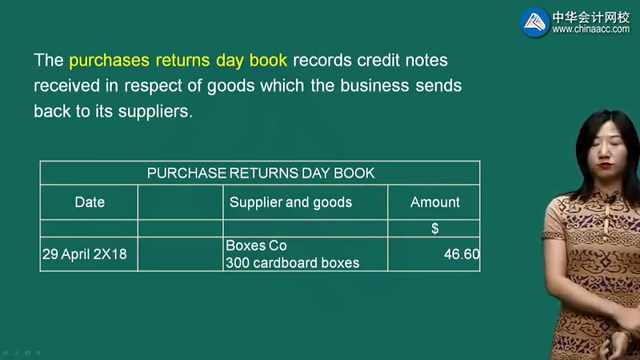 中华会计网校
www.chinaacc.com
The purchases returns day book records credit notes
received in respect of goods which the business sends
back to its suppliers.
PURCHASE RETURNS DAY BOOK
Date Supplier and goods Amount
$
29 April 2X18 Boxes Co 46.60
300 cardboard boxes